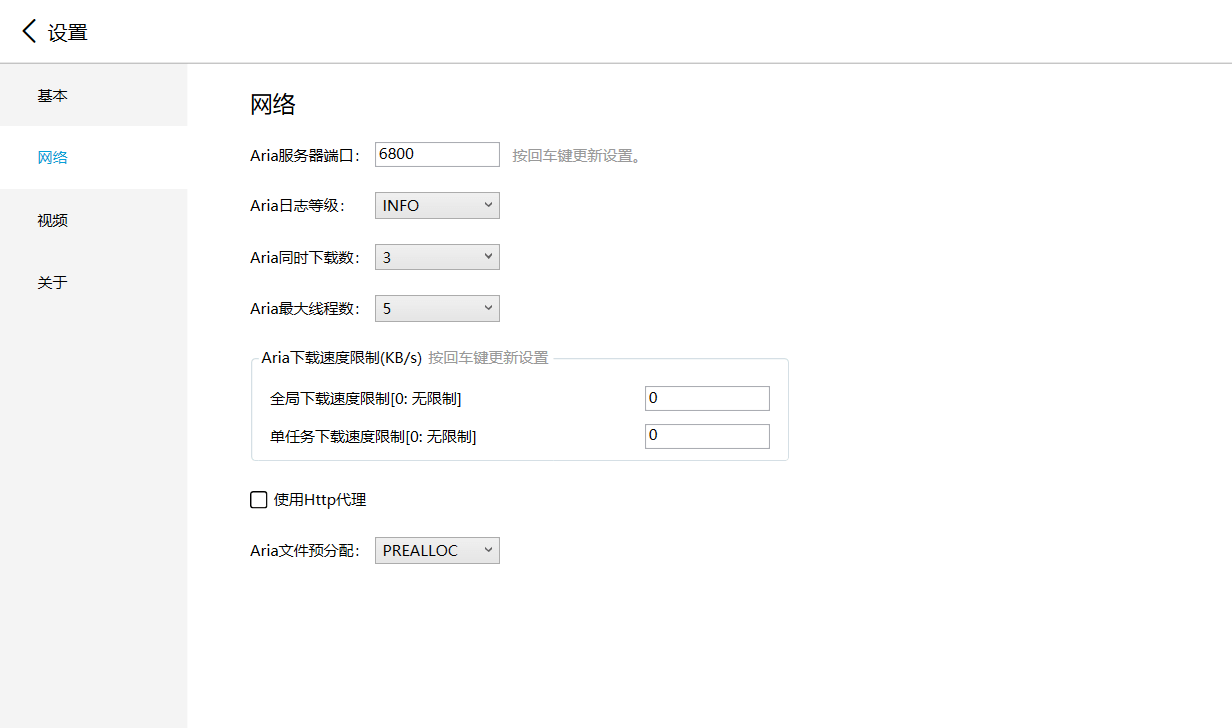 设置
基本
网络
视频
关于
网络
Aria服务器端口： 6800 按回车键更新设置。
Aria日志等级： INFO
Aria同时下载数： 3
Aria最大线程数： 5
Aria下载速度限制(KB/s) 按回车键更新设置
全局下载速度限制[0: 无限制] 0
单任务下载速度限制[0: 无限制] 0
使用Http代理
Aria文件预分配： PREALLOC